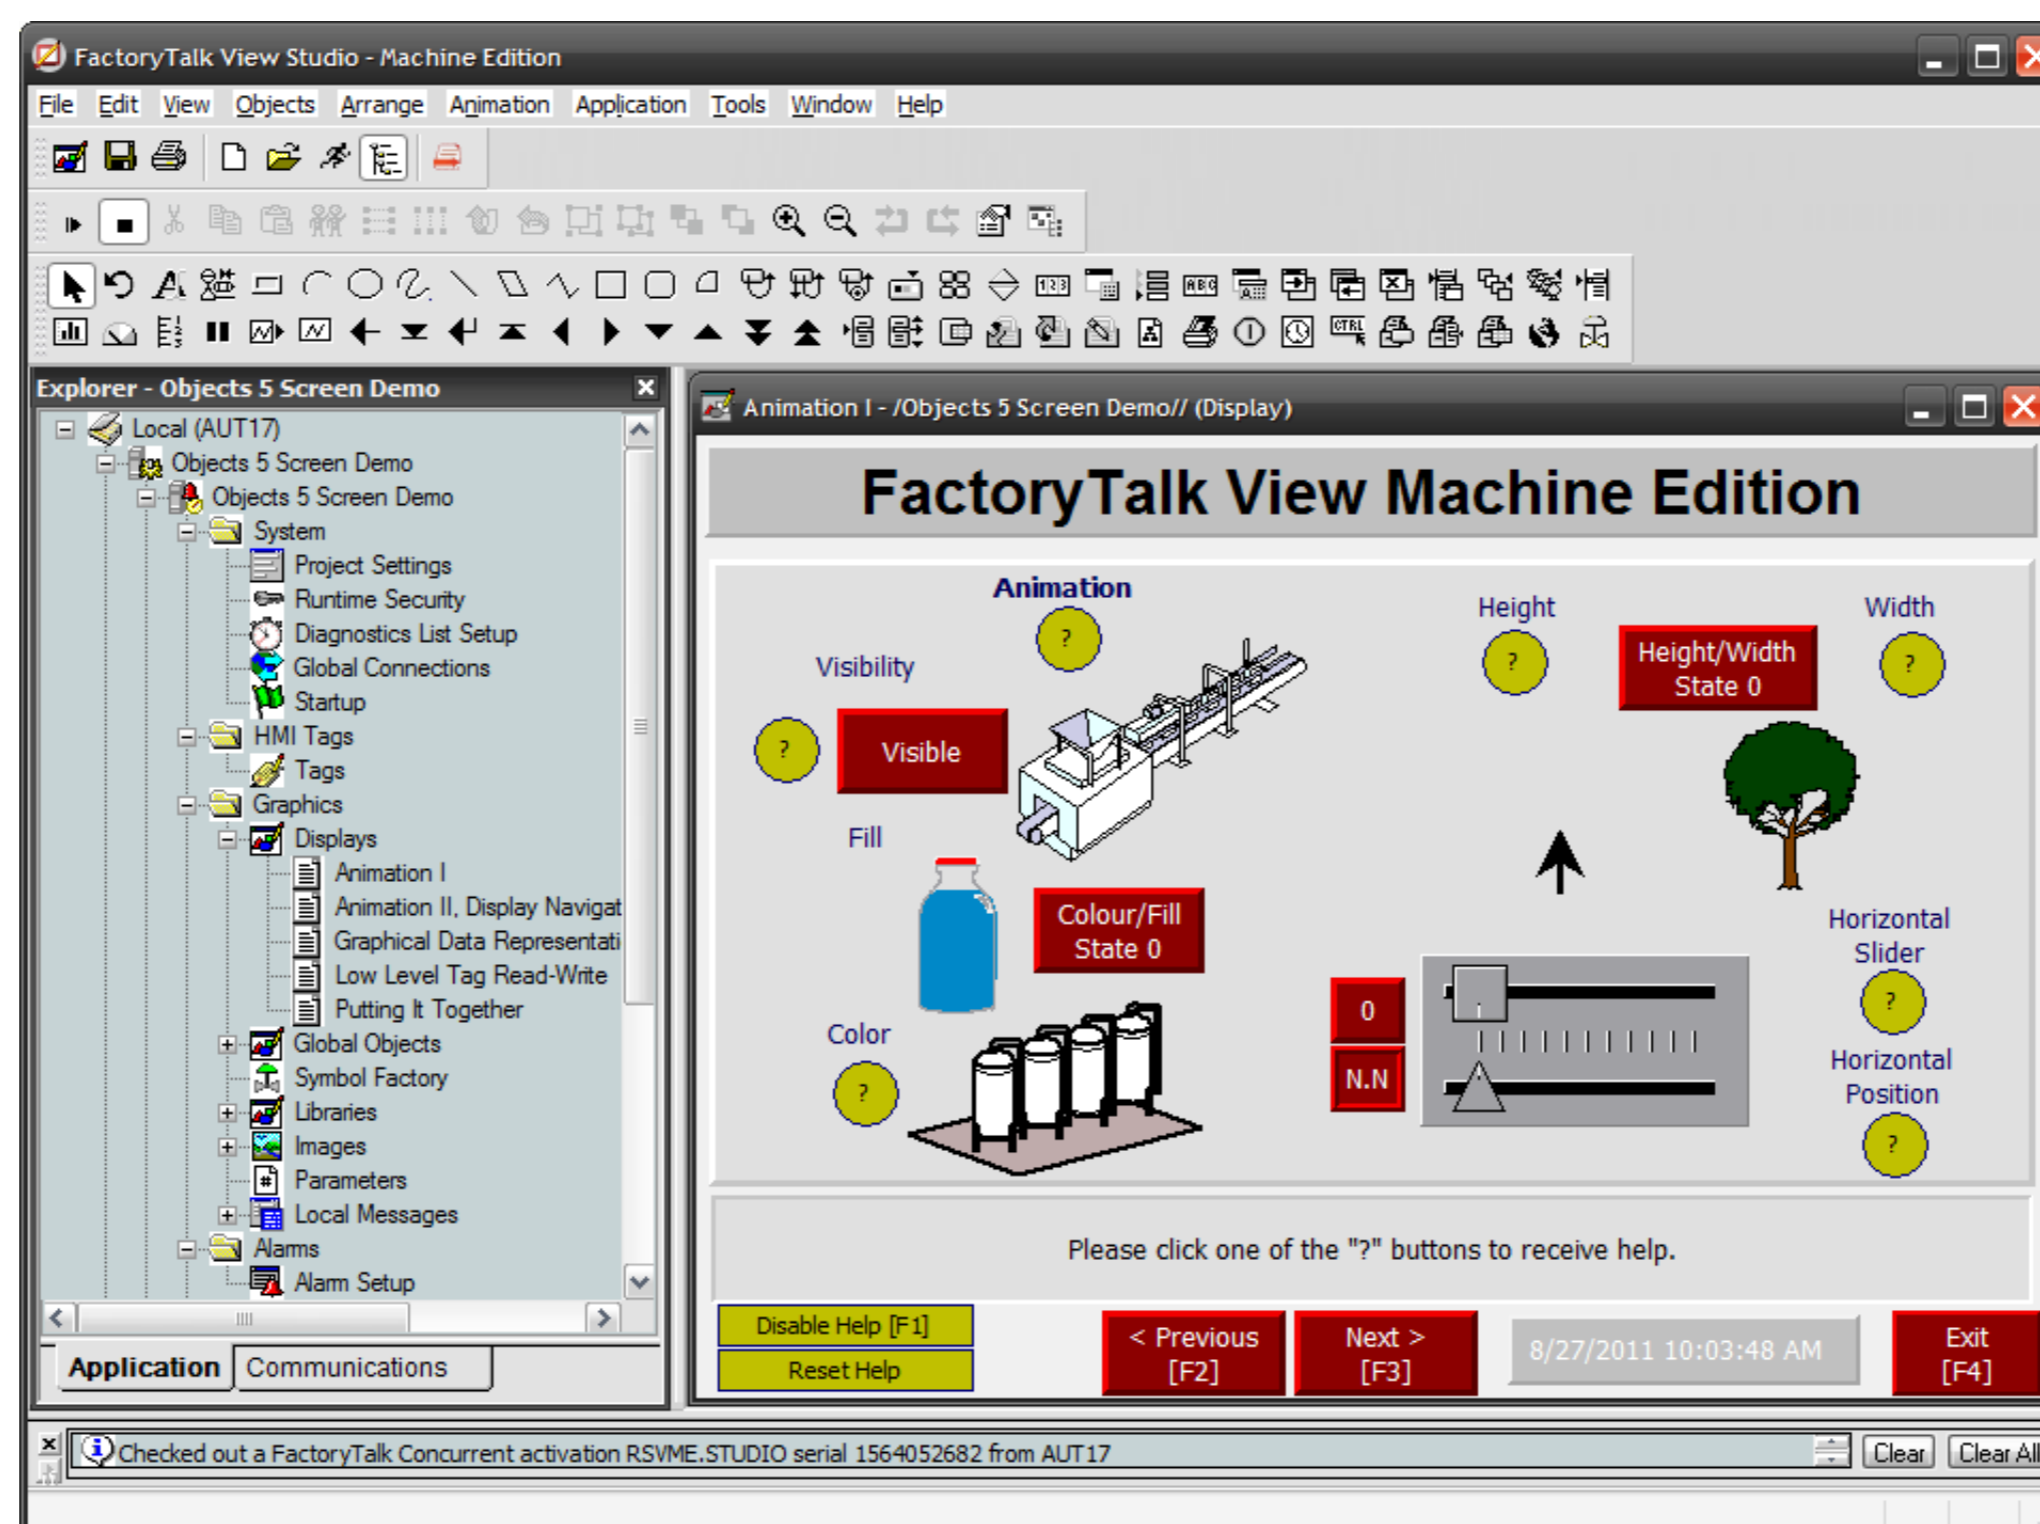 FactoryTalk View Studio - Machine Edition
File Edit View Objects Arrange Animation Application Tools Window Help
Explorer - Objects 5 Screen Demo
Local (AUT17)
Objects 5 Screen Demo
Objects 5 Screen Demo
System
Project Settings
Runtime Security
Diagnostics List Setup
Global Connections
Startup
HMI Tags
Tags
Graphics
Displays
Animation I
Animation II, Display Navigat
Graphical Data Representati
Low Level Tag Read-Write
Putting It Together
Global Objects
Symbol Factory
Libraries
Images
Parameters
Local Messages
Alarms
Alarm Setup
Application Communications
Animation I - /Objects 5 Screen Demo// (Display)
FactoryTalk View Machine Edition
Animation
?
Visibility
?
Visible
Fill
Colour/Fill
State 0
Color
?
Height
?
Height/Width
State 0
Width
?
0
N.N
Horizontal
Slider
?
Horizontal
Position
?
Please click one of the "?" buttons to receive help.
Disable Help [F1]
Reset Help
< Previous
[F2]
Next >
[F3]
8/27/2011 10:03:48 AM
Exit
[F4]
Checked out a FactoryTalk Concurrent activation RSVME.STUDIO serial 1564052682 from AUT17
Clear Clear All